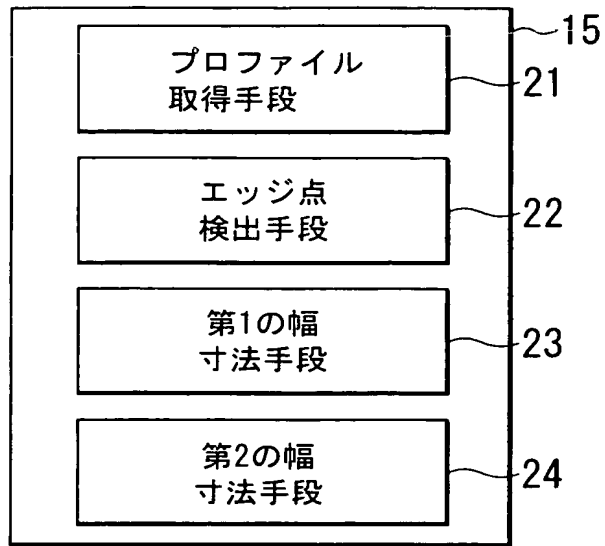 15
プロファイル
取得手段
21
エッジ点
検出手段
22
第1の幅
寸法手段
23
第2の幅
寸法手段
24